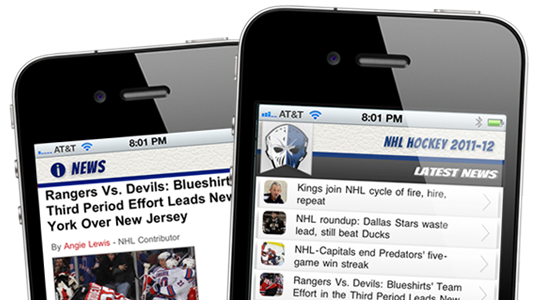 AT&T 8:01 PM
i NEWS
Rangers Vs. Devils: Blueshirts'
Third Period Effort Leads New
York Over New Jersey
By Angie Lewis - NHL Contributor
AT&T 8:01 PM
NHL HOCKEY 2011-12
LATEST NEWS
Kings join NHL cycle of fire, hire,
repeat
NHL roundup: Dallas Stars waste
lead, still beat Ducks
NHL-Capitals end Predators' five-
game win streak
Rangers Vs. Devils: Blueshirts' Team
Effort in the Third Period Leads New